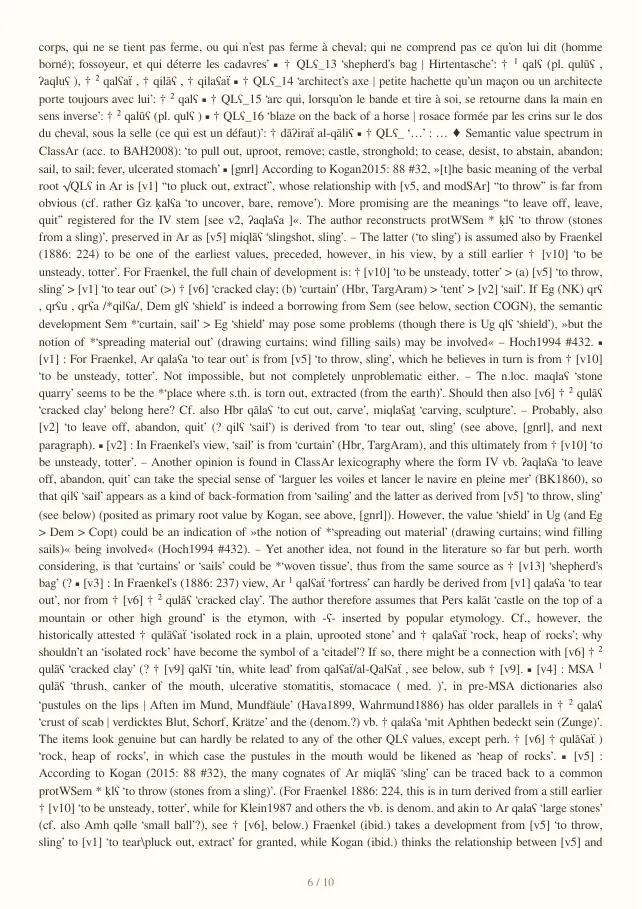 corps, qui ne se tient pas ferme, ou qui n'est pas ferme à cheval; qui ne comprend pas ce qu'on lui dit (homme
borné); fossoyeur, et qui déterre les cadavres' ▪ † QLʕ_13 'shepherd's bag | Hirtentasche': † ¹ qalʕ (pl. qulūʕ ,
ʔaqluʕ ), † ² qalʕaẗ , † qilāʕ , † qilaʕaẗ ▪ † QLʕ_14 'architect's axe | petite hachette qu'un maçon ou un architecte
porte toujours avec lui': † ² qalʕ ▪ † QLʕ_15 'arc qui, lorsqu'on le bande et tire à soi, se retourne dans la main en
sens inverse': † ² qalūʕ (pl. qulʕ ) ▪ † QLʕ_16 'blaze on the back of a horse | rosace formée par les crins sur le dos
du cheval, sous la selle (ce qui est un défaut)': † dāʔiraẗ al-qāliʕ ▪ † QLʕ_ '…' : … ♦ Semantic value spectrum in
ClassAr (acc. to BAH2008): 'to pull out, uproot, remove; castle, stronghold; to cease, desist, to abstain, abandon;
sail, to sail; fever, ulcerated stomach' ▪ [gnrl] According to Kogan2015: 88 #32, »[t]he basic meaning of the verbal
root √QLʕ in Ar is [v1] "to pluck out, extract", whose relationship with [v5, and modSAr] "to throw" is far from
obvious (cf. rather Gz ḳalʕa 'to uncover, bare, remove'). More promising are the meanings "to leave off, leave,
quit" registered for the IV stem [see v2, ʔaqlaʕa ]«. The author reconstructs protWSem * ḳlʕ 'to throw (stones
from a sling)', preserved in Ar as [v5] miqlāʕ 'slingshot, sling'. – The latter ('to sling') is assumed also by Fraenkel
(1886: 224) to be one of the earliest values, preceded, however, in his view, by a still earlier † [v10] 'to be
unsteady, totter'. For Fraenkel, the full chain of development is: † [v10] 'to be unsteady, totter' > (a) [v5] 'to throw,
sling' > [v1] 'to tear out' (>) † [v6] 'cracked clay; (b) 'curtain' (Hbr, TargAram) > 'tent' > [v2] 'sail'. If Eg (NK) qrʕ
, qrʕu , qrʕa /*qilʕa/, Dem glʕ 'shield' is indeed a borrowing from Sem (see below, section COGN), the semantic
development Sem *'curtain, sail' > Eg 'shield' may pose some problems (though there is Ug qlʕ 'shield'), »but the
notion of *'spreading out material' (drawing curtains; wind filling sails) may be involved« – Hoch1994 #432. ▪
[v1] : For Fraenkel, Ar qalaʕa 'to tear out' is from [v5] 'to throw, sling', which he believes in turn is from † [v10]
'to be unsteady, totter'. Not impossible, but not completely unproblematic either. – The n.loc. maqlaʕ 'stone
quarry' seems to be the *'place where s.th. is torn out, extracted (from the earth)'. Should then also [v6] † ² qulāʕ
'cracked clay' belong here? Cf. also Hbr qālaʕ 'to cut out, carve', miqlaʕaṯ 'carving, sculpture'. – Probably, also
[v2] 'to leave off, abandon, quit' (? qilʕ 'sail') is derived from 'to tear out, sling' (see above, [gnrl], and next
paragraph). ▪ [v2] : In Fraenkel's view, 'sail' is from 'curtain' (Hbr, TargAram), and this ultimately from † [v10] 'to
be unsteady, totter'. – Another opinion is found in ClassAr lexicography where the form IV vb. ʔaqlaʕa 'to leave
off, abandon, quit' can take the special sense of 'larguer les voiles et lancer le navire en pleine mer' (BK1860), so
that qilʕ 'sail' appears as a kind of back-formation from 'sailing' and the latter as derived from [v5] 'to throw, sling'
(see below) (posited as primary root value by Kogan, see above, [gnrl]). However, the value 'shield' in Ug (and Eg
> Dem > Copt) could be an indication of »the notion of *'spreading out material' (drawing curtains; wind filling
sails)« being involved« (Hoch1994 #432). – Yet another idea, not found in the literature so far but perh. worth
considering, is that 'curtains' or 'sails' could be *'woven tissue', thus from the same source as † [v13] 'shepherd's
bag' (? ▪ [v3] : In Fraenkel's (1886: 237) view, Ar ¹ qalʕaẗ 'fortress' can hardly be derived from [v1] qalaʕa 'to tear
out', nor from † [v6] † ² qulāʕ 'cracked clay'. The author therefore assumes that Pers kalāt 'castle on the top of a
mountain or other high ground' is the etymon, with -ʕ- inserted by popular etymology. Cf., however, the
historically attested † qulāʕaẗ 'isolated rock in a plain, uprooted stone' and † qalaʕaẗ 'rock, heap of rocks'; why
shouldn't an 'isolated rock' have become the symbol of a 'citadel'? If so, there might be a connection with [v6] † ²
qulāʕ 'cracked clay' (? † [v9] qalʕī 'tin, white lead' from qalʕaẗ/al-Qalʕaẗ , see below, sub † [v9]. ▪ [v4] : MSA ¹
qulāʕ 'thrush, canker of the mouth, ulcerative stomatitis, stomacace ( med. )', in pre-MSA dictionaries also
'pustules on the lips | Aften im Mund, Mundfäule' (Hava1899, Wahrmund1886) has older parallels in † ² qalaʕ
'crust of scab | verdicktes Blut, Schorf, Krätze' and the (denom.?) vb. † qalaʕa 'mit Aphthen bedeckt sein (Zunge)'.
The items look genuine but can hardly be related to any of the other QLʕ values, except perh. † [v6] † qulāʕaẗ )
'rock, heap of rocks', in which case the pustules in the mouth would be likened as 'heap of rocks'. ▪ [v5] :
According to Kogan (2015: 88 #32), the many cognates of Ar miqlāʕ 'sling' can be traced back to a common
protWSem * ḳlʕ 'to throw (stones from a sling)'. (For Fraenkel 1886: 224, this is in turn derived from a still earlier
† [v10] 'to be unsteady, totter', while for Klein1987 and others the vb. is denom. and akin to Ar qalaʕ 'large stones'
(cf. also Amh qəlle 'small ball'?), see † [v6], below.) Fraenkel (ibid.) takes a development from [v5] 'to throw,
sling' to [v1] 'to tear\pluck out, extract' for granted, while Kogan (ibid.) thinks the relationship between [v5] and
6 / 10